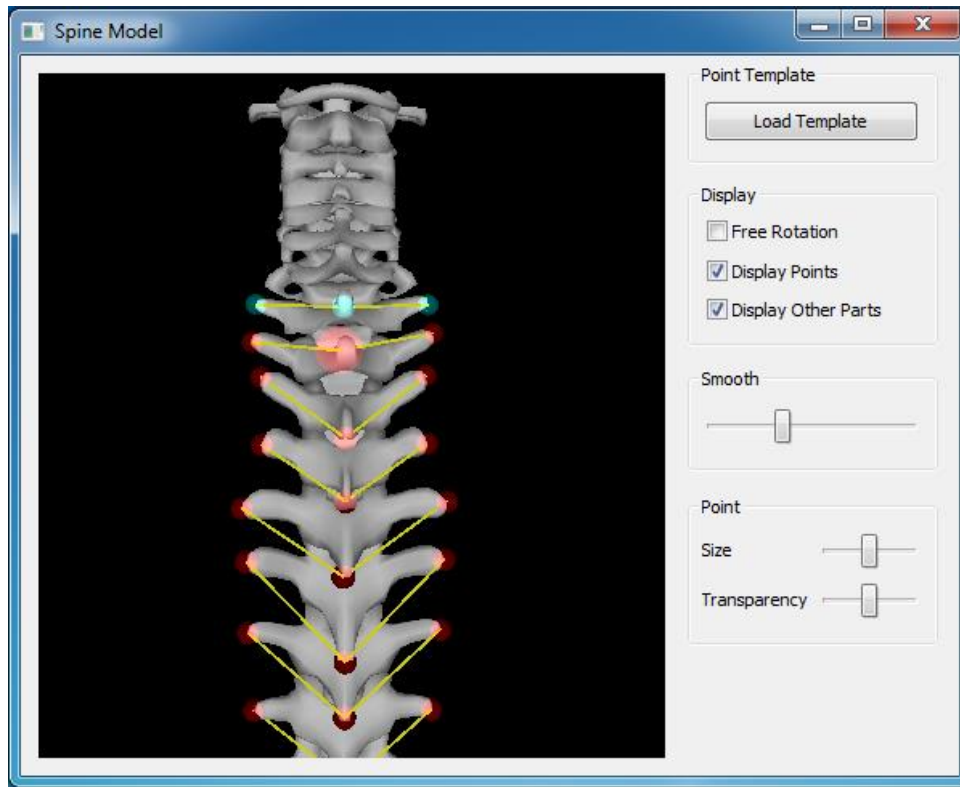 Spine Model
Point Template
Load Template
Display
Free Rotation
Display Points
Display Other Parts
Smooth
Point
Size
Transparency